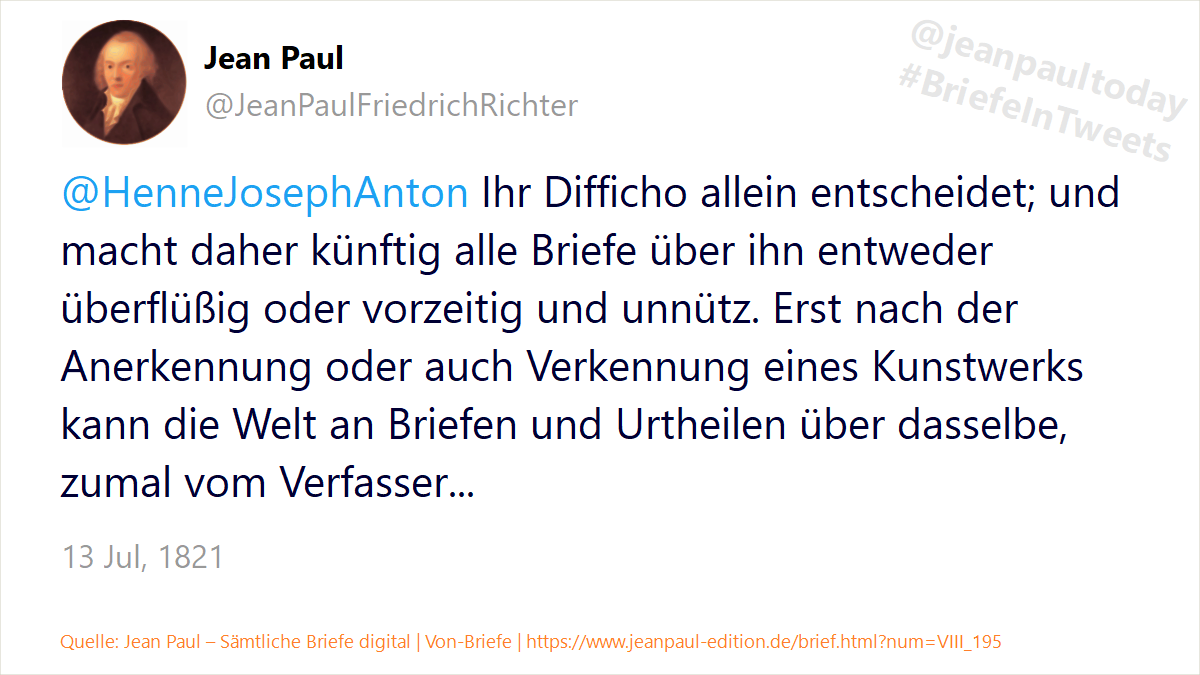 Jean Paul
@JeanPaulFriedrichRichter
@jeanpaultoday
#BriefeInTweets
@HenneJosephAnton Ihr Difficho allein entscheidet; und
macht daher künftig alle Briefe über ihn entweder
überflüßig oder vorzeitig und unnütz. Erst nach der
Anerkennung oder auch Verkennung eines Kunstwerks
kann die Welt an Briefen und Urtheilen über dasselbe,
zumal vom Verfasser...
13 Jul, 1821
Quelle: Jean Paul – Sämtliche Briefe digital | Von-Briefe | https://www.jeanpaul-edition.de/brief.html?num=VIII_195